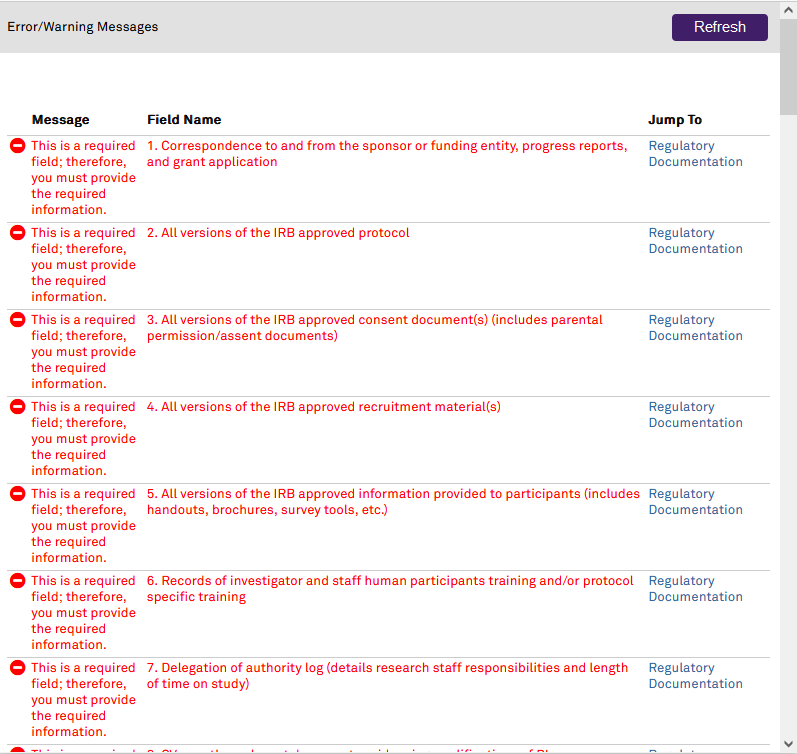 Error/Warning Messages
Refresh
Message Field Name Jump To
This is a required 1. Correspondence to and from the sponsor or funding entity, progress reports, Regulatory
field; therefore, and grant application Documentation
you must provide
the required
information.
This is a required 2. All versions of the IRB approved protocol Regulatory
field; therefore, Documentation
you must provide
the required
information.
This is a required 3. All versions of the IRB approved consent document(s) (includes parental Regulatory
field; therefore, permission/assent documents) Documentation
you must provide
the required
information.
This is a required 4. All versions of the IRB approved recruitment material(s) Regulatory
field; therefore, Documentation
you must provide
the required
information.
This is a required 5. All versions of the IRB approved information provided to participants (includes Regulatory
field; therefore, handouts, brochures, survey tools, etc.) Documentation
you must provide
the required
information.
This is a required 6. Records of investigator and staff human participants training and/or protocol Regulatory
field; therefore, specific training Documentation
you must provide
the required
information.
This is a required 7. Delegation of authority log (details research staff responsibilities and length Regulatory
field; therefore, of time on study) Documentation
you must provide
the required
information.